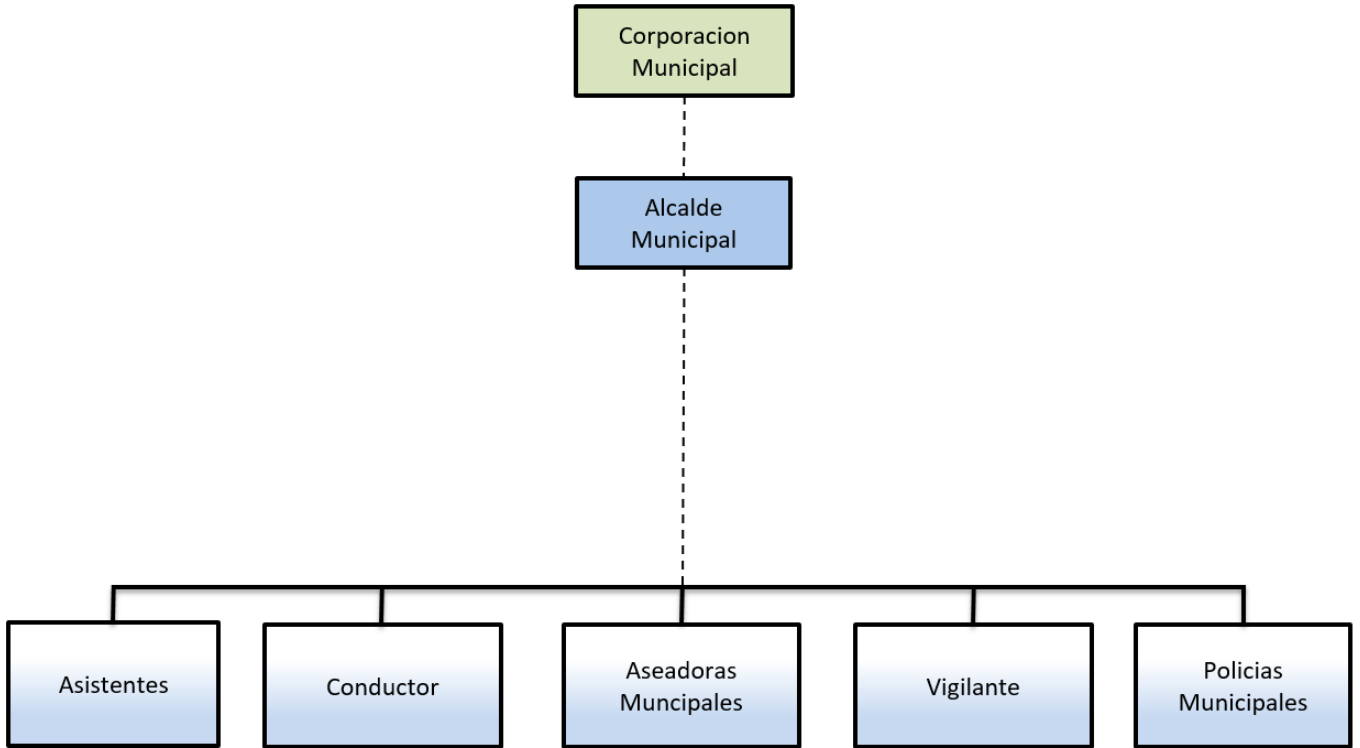 Corporacion
Municipal
Alcalde
Municipal
Asistentes
Conductor
Aseadoras
Muncipales
Vigilante
Policias
Municipales